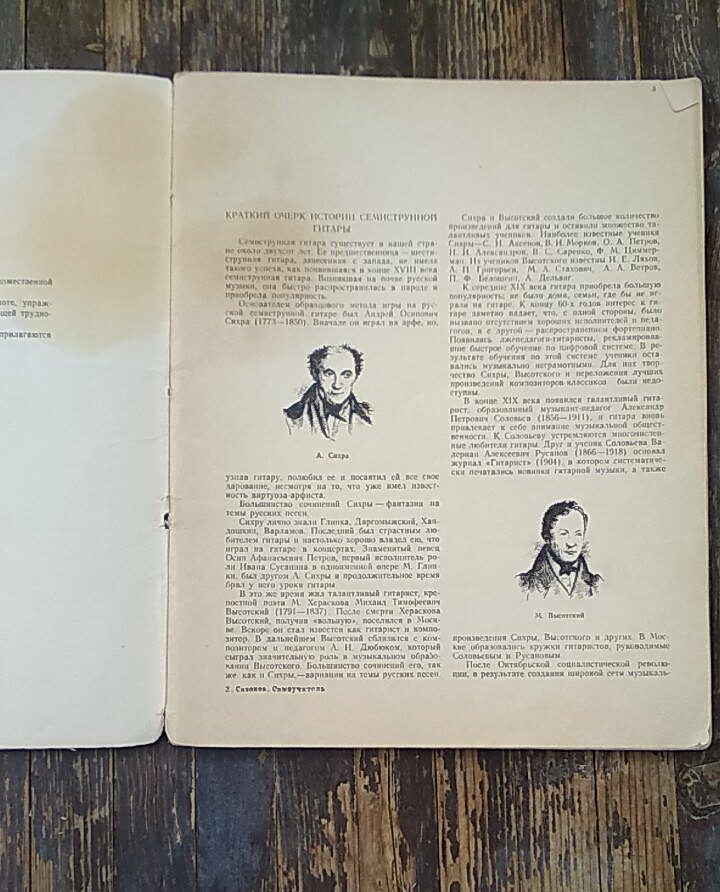 дожественной
оте, упраж-
щей трудно-
прилагаются
КРАТКИЙ ОЧЕРК ИСТОРИИ СЕМИСТРУННОЙ
ГИТАРЫ
Семиструнная гитара существует в нашей стра-
не около двухсот лет. Ее предшественница — шести-
струнная гитара, занесенная с запада, не имела
такого успеха, как появившаяся в конце XVIII века
семиструнная гитара. Возникшая на почве русской
музыки, она быстро распространилась в народе и
приобрела популярность.
Основателем образцового метода игры на рус-
ской семиструнной гитаре был Андрей Осипович
Сихра (1773—1850). Вначале он играл на арфе, но,
А. Сихра
узнав гитару, полюбил ее и посвятил ей все свое
дарование, несмотря на то, что уже имел извест-
ность виртуоза-арфиста.
Большинство сочинений Сихры — фантазии на
темы русских песен.
Сихру лично знали Глинка, Даргомыжский, Хан-
дошкин, Варламов. Последний был страстным лю-
бителем гитары и настолько хорошо владел ею, что
играл на гитаре в концертах. Знаменитый певец
Осип Афанасьевич Петров, первый исполнитель ро-
ли Ивана Сусанина в одноименной опере М. Глин-
ки, был другом А. Сихры и продолжительное время
брал у него уроки гитары.
В это же время жил талантливый гитарист, кре-
постной поэта М. Хераскова Михаил Тимофеевич
Высотский (1791—1837). После смерти Хераскова
Высотский, получив «вольную», поселился в Моск-
ве. Вскоре он стал известен как гитарист и компо-
зитор. В дальнейшем Высотский сблизился с ком-
позитором и педагогом А. И. Дюбюком, который
сыграл значительную роль в музыкальном образо-
вании Высотского. Большинство сочинений его, так
же как и Сихры,—вариации на темы русских песен.
2. Сазонов. Самоучитель
3
Сихра и Высотский создали большое количество
произведений для гитары и оставили множество та-
лантливых учеников. Наиболее известные ученики
Сихры—С. Н. Аксенов, В. И. Морков, О. А. Петров,
Н. И. Александров, В. С. Саренко, Ф. М. Циммер-
ман. Из учеников Высотского известны И. Е. Ляхов,
А. П. Григорьев, М. А. Стахович, А. А. Ветров,
П. Ф. Белошеин, А. Дельвиг.
К середине XIX века гитара приобрела большую
популярность; не было дома, семьи, где бы не иг-
рали на гитаре. К концу 60-х годов интерес к ги-
таре заметно падает, что, с одной стороны, было
вызвано отсутствием хороших исполнителей и педа-
гогов, а с другой — распространением фортепиано.
Появились лжепедагоги-гитаристы, рекламировав-
шие быстрое обучение по цифровой системе. В ре-
зультате обучения по этой системе ученики оста-
вались музыкально неграмотными. Для них твор-
чество Сихры, Высотского и переложения лучших
произведений композиторов-классиков были недо-
ступны.
В конце XIX века появился талантливый гита-
рист, образованный музыкант-педагог Александр
Петрович Соловьев (1856—1911), и гитара вновь
привлекает к себе внимание музыкальной общест-
венности. К Соловьеву устремляются многочислен-
ные любители гитары. Друг и ученик Соловьева Ва-
лериан Алексеевич Русанов (1866—1918) основал
журнал «Гитарист» (1904), в котором систематиче-
ски печатались новинки гитарной музыки, а также
М. Высотский
произведения Сихры, Высотского и других. В Мос-
кве образовались кружки гитаристов, руководимые
Соловьевым и Русановым.
После Октябрьской социалистической револю-
ции, в результате создания широкой сети музыкаль-